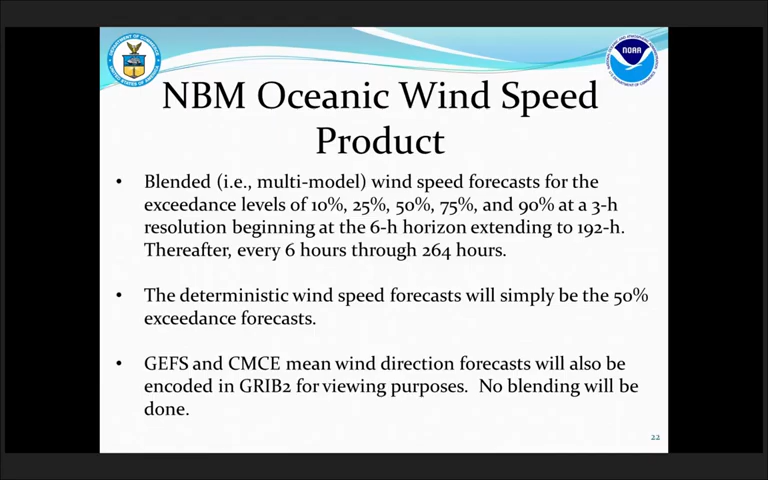 NOAA
NBM Oceanic Wind Speed
Product
• Blended (i.e., multi-model) wind speed forecasts for the
exceedance levels of 10%, 25%, 50%, 75%, and 90% at a 3-h
resolution beginning at the 6-h horizon extending to 192-h.
Thereafter, every 6 hours through 264 hours.
• The deterministic wind speed forecasts will simply be the 50%
exceedance forecasts.
• GEFS and CMCE mean wind direction forecasts will also be
encoded in GRIB2 for viewing purposes.  No blending will be
done.
22